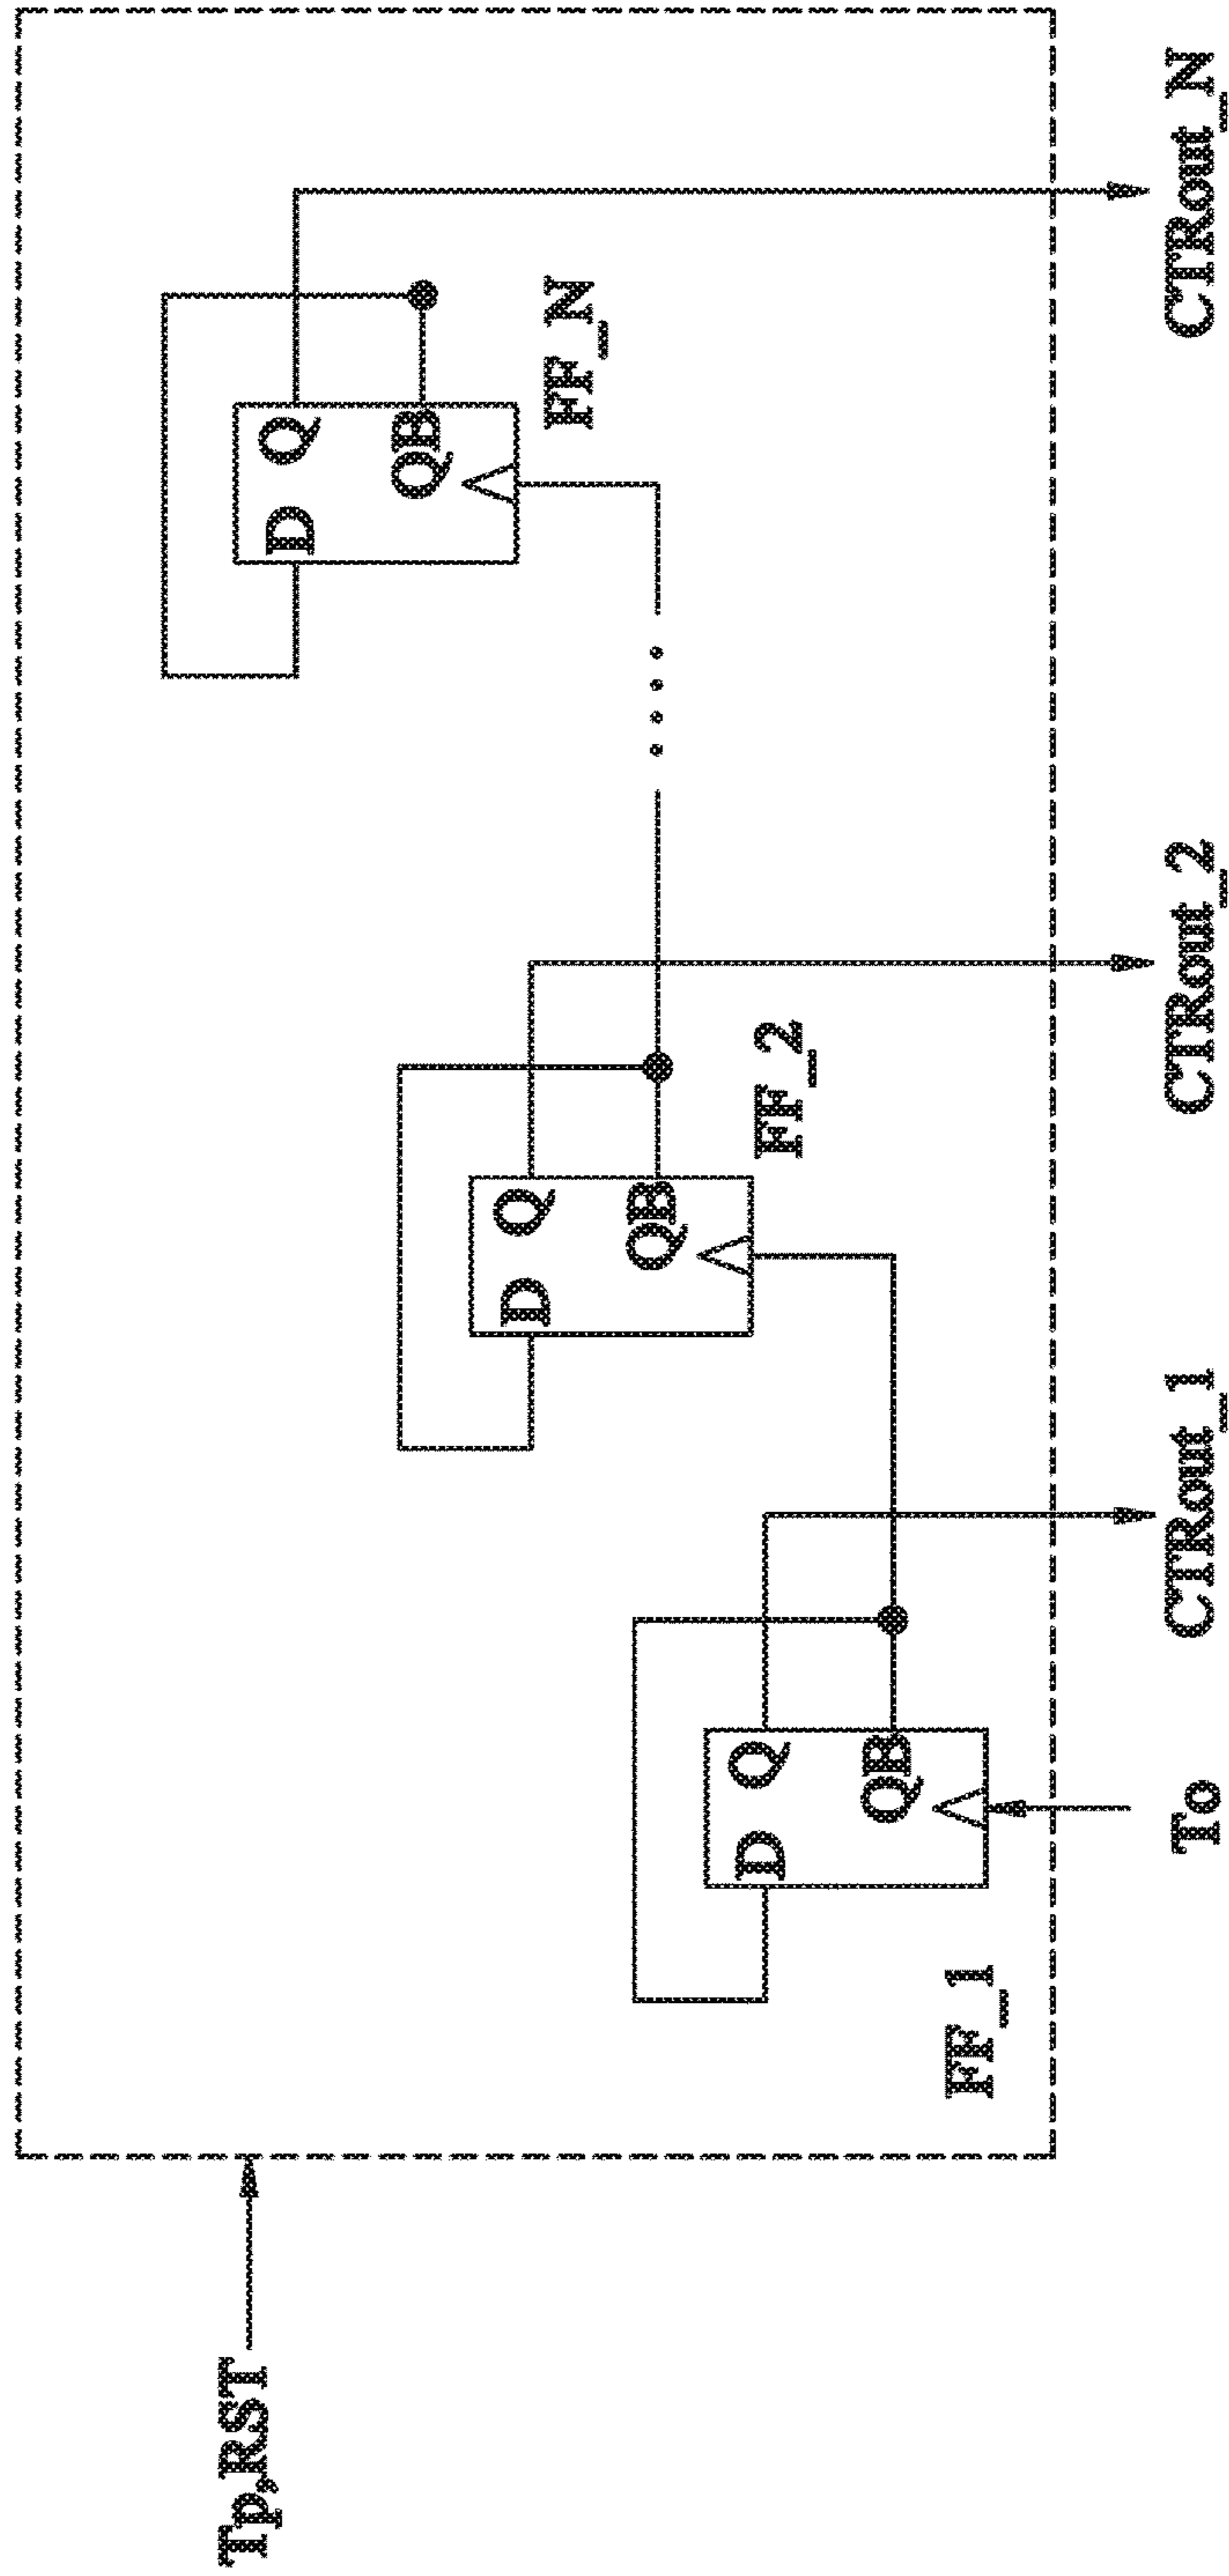 Tp,RST
D Q
QB
FF_N
D Q
QB
FF_2
D Q
QB
FF_1
To
CTRout_1
CTRout_2
CTRout_N